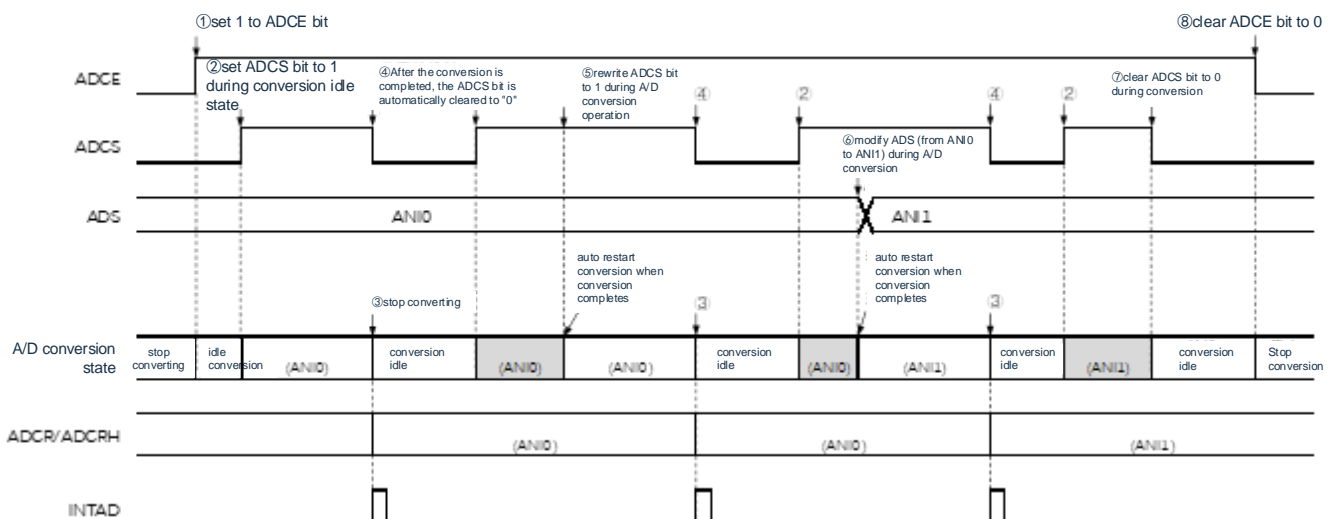 ①set 1 to ADCE bit
⑧clear ADCE bit to 0
ADCE
②set ADCS bit to 1
during conversion idle
state
④After the conversion is
completed, the ADCS bit is
automatically cleared to "0"
⑤rewrite ADCS bit
to 1 during A/D
conversion
operation
④
②
④
②
⑦clear ADCS bit to 0
during conversion
ADCS
⑥modify ADS (from ANI0
to ANI1) during A/D
conversion
ADS
ANI0
ANI1
auto restart
conversion when
conversion
completes
auto restart
conversion when
conversion
completes
③stop converting
③
③
A/D conversion
state
stop
converting
idle
conversion
(ANI0)
conversion
idle
(ANI0)
(ANI0)
conversion
idle
(ANI0)
(ANI1)
conversion
idle
(ANI1)
conversion
idle
Stop
conversion
ADCR/ADCRH
(ANI0)
(ANI0)
(ANI1)
INTAD